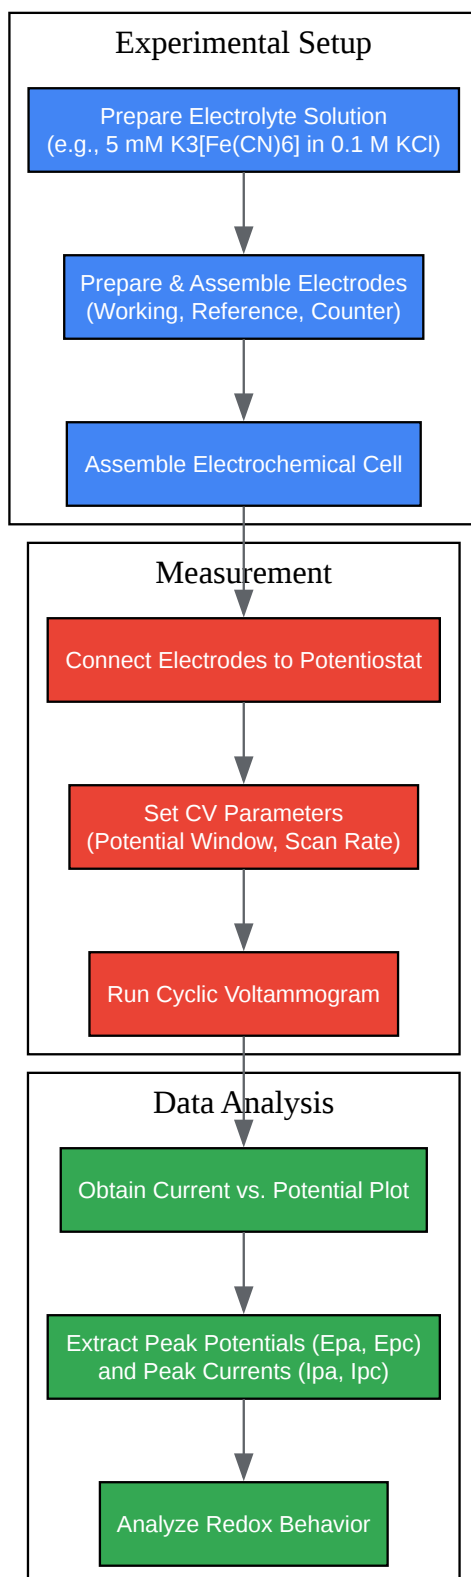 Experimental Setup
Prepare Electrolyte Solution
(e.g., 5 mM K3[Fe(CN)6] in 0.1 M KCl)
Prepare & Assemble Electrodes
(Working, Reference, Counter)
Assemble Electrochemical Cell
Measurement
Connect Electrodes to Potentiostat
Set CV Parameters
(Potential Window, Scan Rate)
Run Cyclic Voltammogram
Data Analysis
Obtain Current vs. Potential Plot
Extract Peak Potentials (Epa, Epc)
and Peak Currents (Ipa, Ipc)
Analyze Redox Behavior